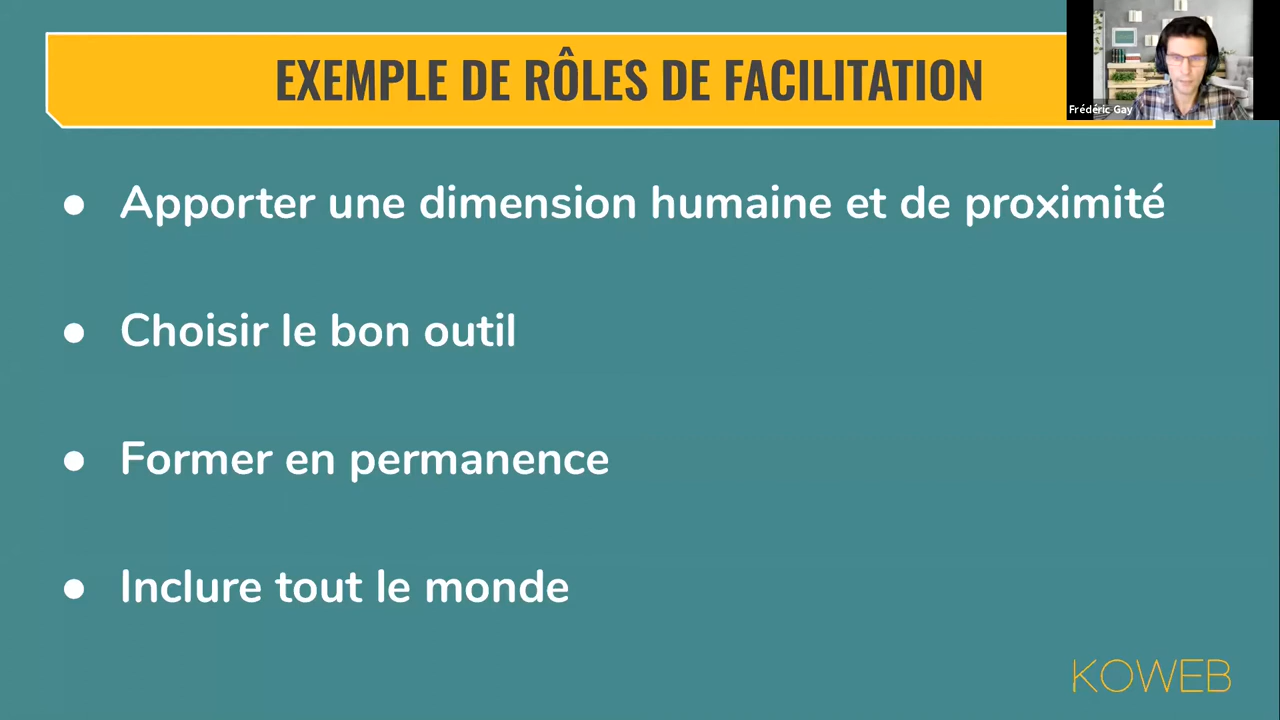 EXEMPLE DE RÔLES DE FACILITATION
Frédéric Gay
● Apporter une dimension humaine et de proximité
● Choisir le bon outil
● Former en permanence
● Inclure tout le monde
KOWEB